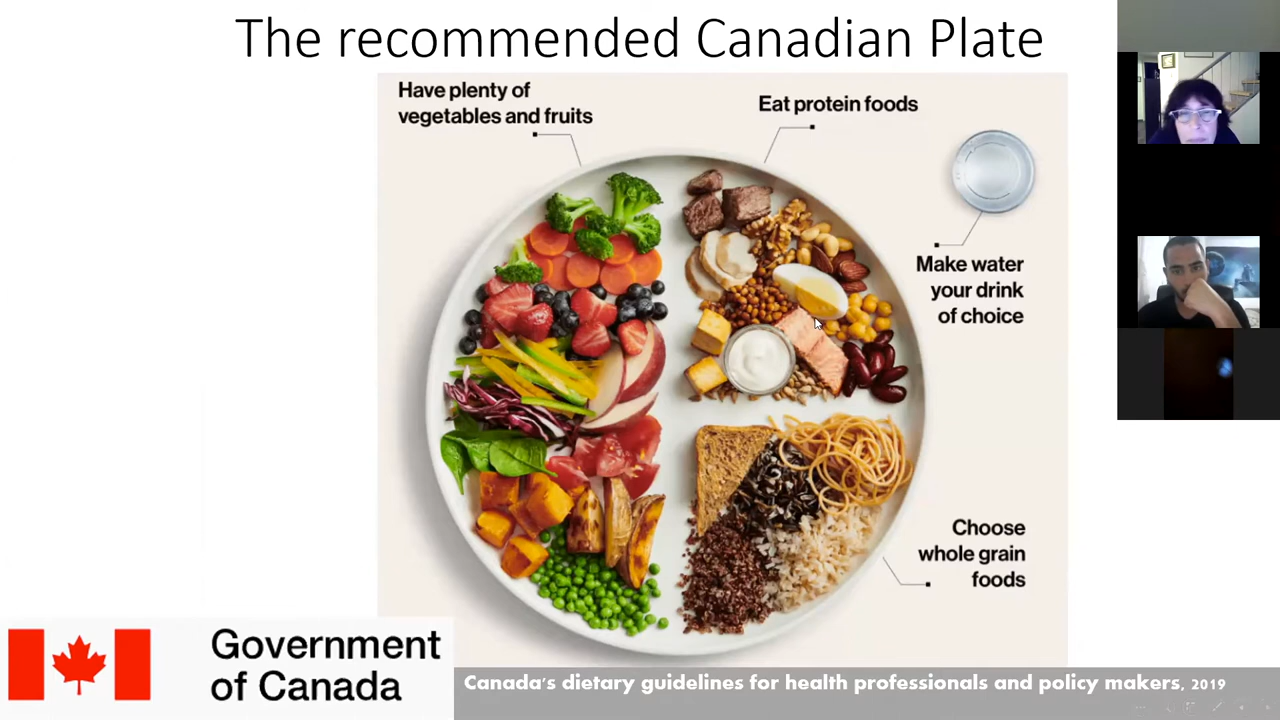 The recommended Canadian Plate
Have plenty of
vegetables and fruits
Eat protein foods
Make water
your drink
of choice
Choose
whole grain
foods
Government
of Canada
Canada's dietary guidelines for health professionals and policy makers, 2019